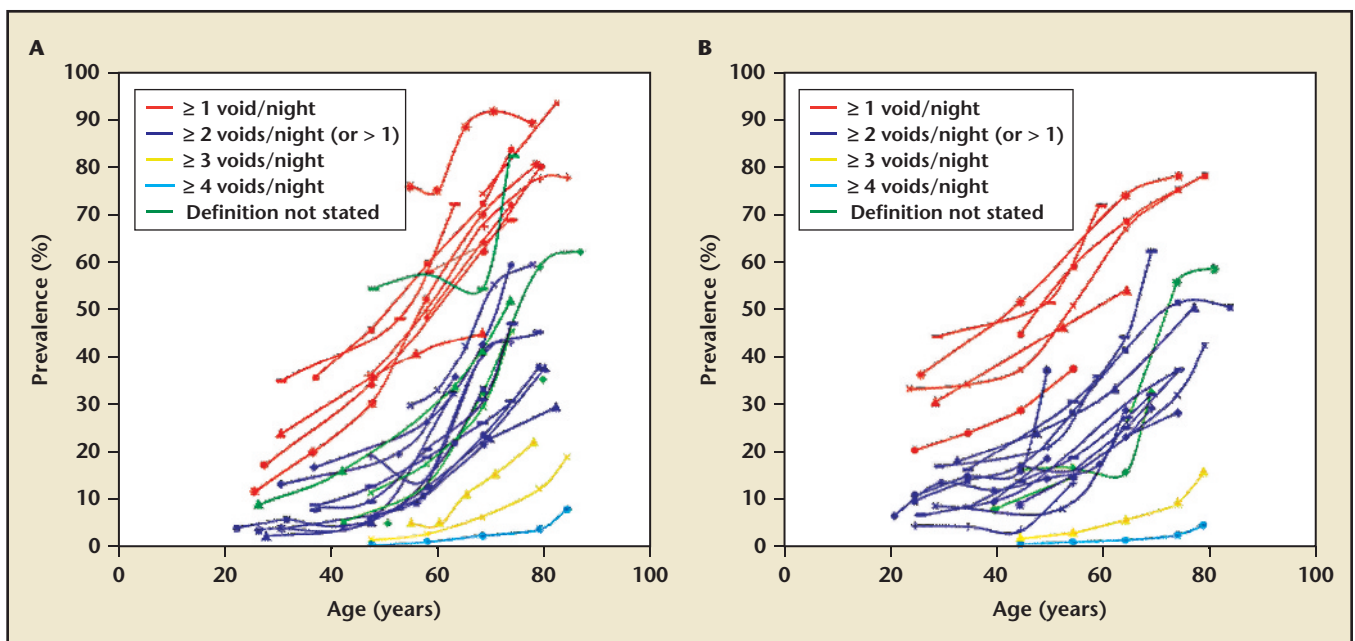 A
100
90
80
70
60
50
40
30
20
10
0
Prevalence (%)
≥ 1 void/night
≥ 2 voids/night (or > 1)
≥ 3 voids/night
≥ 4 voids/night
Definition not stated
0 20 40 60 80 100
Age (years)
B
100
90
80
70
60
50
40
30
20
10
0
Prevalence (%)
≥ 1 void/night
≥ 2 voids/night (or > 1)
≥ 3 voids/night
≥ 4 voids/night
Definition not stated
0 20 40 60 80 100
Age (years)